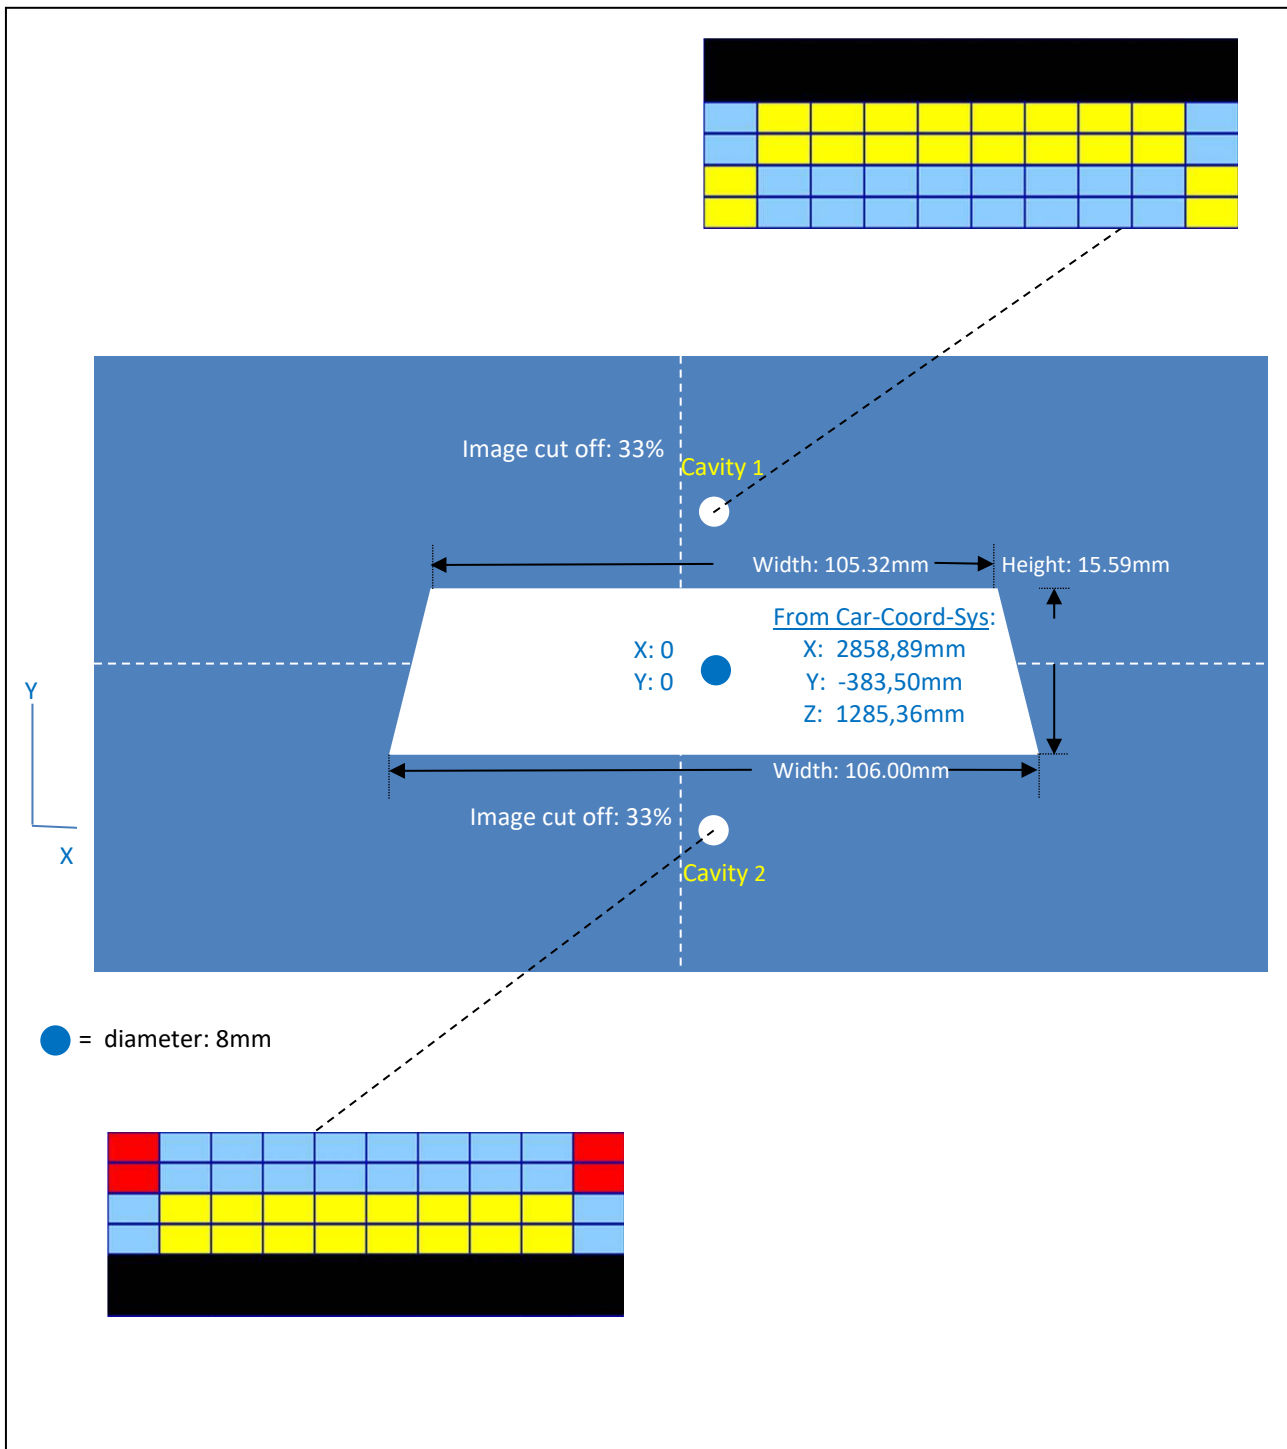 Image cut off: 33%
Cavity 1
Width: 105.32mm
Height: 15.59mm
From Car-Coord-Sys:
X: 0
X: 2858,89mm
Y: 0
Y: -383,50mm
Z: 1285,36mm
Y
Width: 106.00mm
Image cut off: 33%
X
Cavity 2
= diameter: 8mm